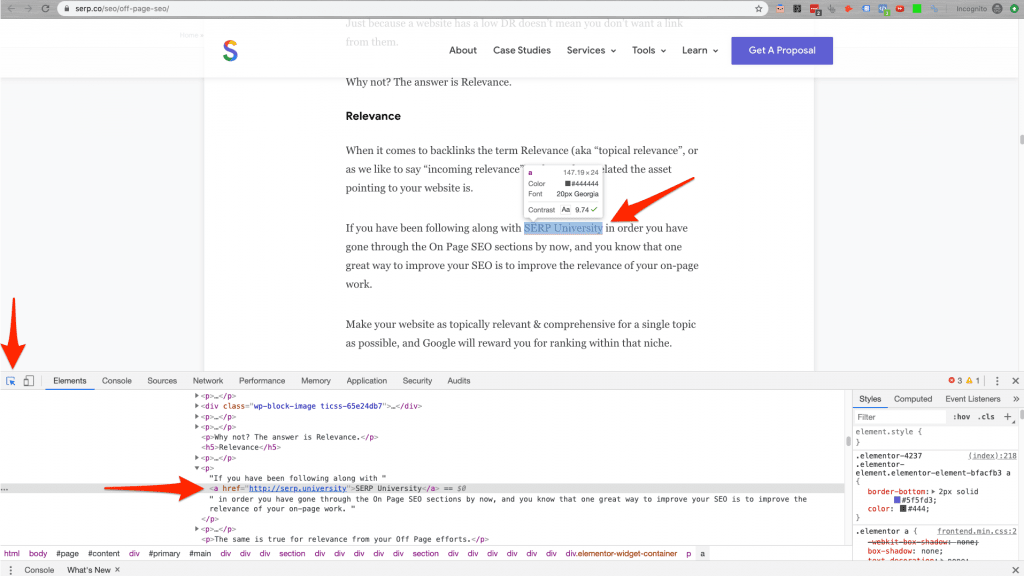 serp.co/seo/off-page-seo/
Incognito
Home
Just because a website has a low DR doesn't mean you don't want a link
from them.
S
About Case Studies Services Tools Learn Get A Proposal
Why not? The answer is Relevance.
Relevance
When it comes to backlinks the term Relevance (aka “topical relevance”, or
as we like to say “incoming relevance” elated the asset
pointing to your website is.
a 147.19 × 24
Color #444444
Font 20px Georgia
Contrast Aa 9.74 ✓
If you have been following along with SERP University in order you have
gone through the On Page SEO sections by now, and you know that one
great way to improve your SEO is to improve the relevance of your on-page
work.
Make your website as topically relevant & comprehensive for a single topic
as possible, and Google will reward you for ranking within that niche.
Elements Console Sources Network Performance Memory Application Security Audits 3 1
<p>…</p>
<div class="wp-block-image ticss-65e24db7">…</div>
<p>…</p>
<p>…</p>
<p>Why not? The answer is Relevance.</p>
<h5>Relevance</h5>
<p>…</p>
<p>
"If you have been following along with "
… <a href="http://serp.university">SERP University</a> == $0
" in order you have gone through the On Page SEO sections by now, and you know that one great way to improve your SEO is to improve the
relevance of your on-page work. "
</p>
<p>…</p>
<p>The same is true for relevance from your Off Page efforts.</p>
html body #page #content div #primary #main div div div section div div div div div section div div div div div div div.elementor-widget-container p a
Styles Computed Event Listeners »
Filter :hov .cls +
element.style {
}
.elementor-4237 (index):218
.elementor-
element.elementor-element-bfacfb3 a
{
border-bottom: 2px solid
#5f5fd3;
color: #444;
}
.elementor a { frontend.min.css:2
-webkit-box-shadow: none;
box-shadow: none;
text-decoration: none;
Console What's New ×